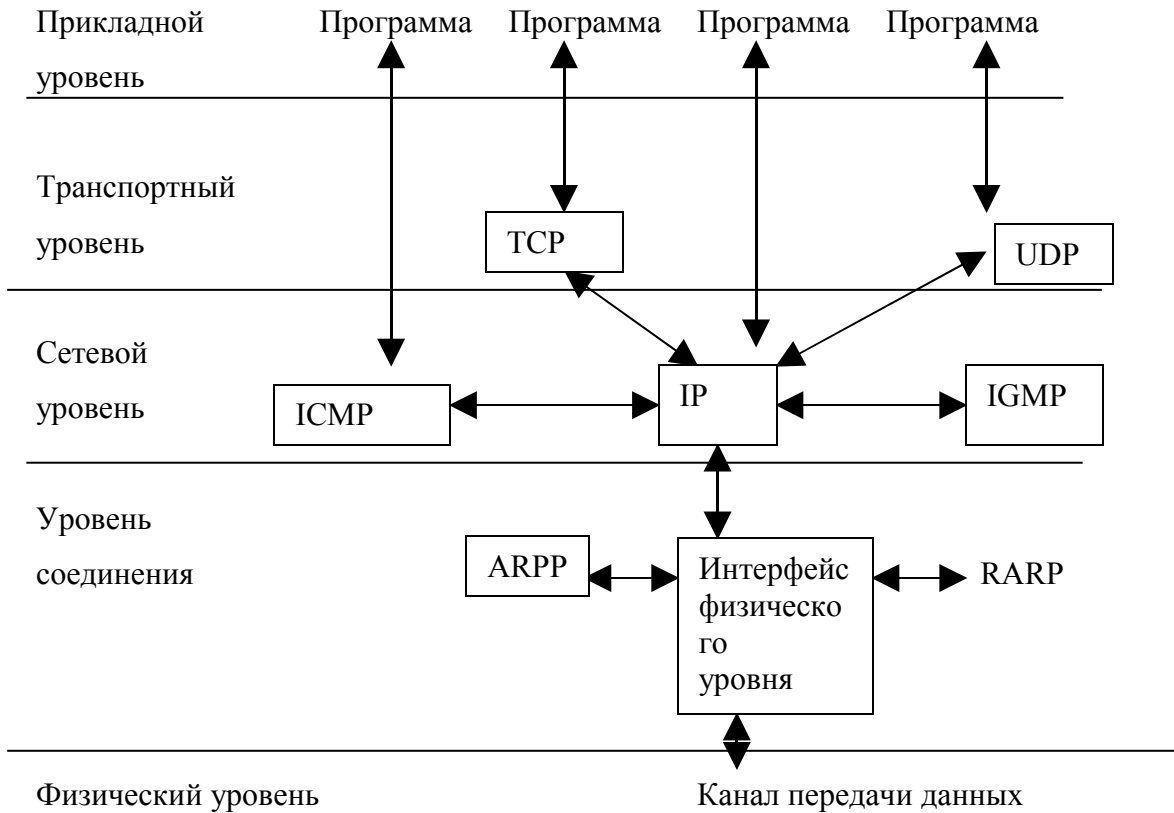 Прикладной
уровень
Программа
Программа
Программа
Программа
Транспортный
уровень
TCP
UDP
Сетевой
уровень
ICMP
IP
IGMP
Уровень
соединения
ARPP
Интерфейс
физическо
го
уровня
RARP
Физический уровень
Канал передачи данных